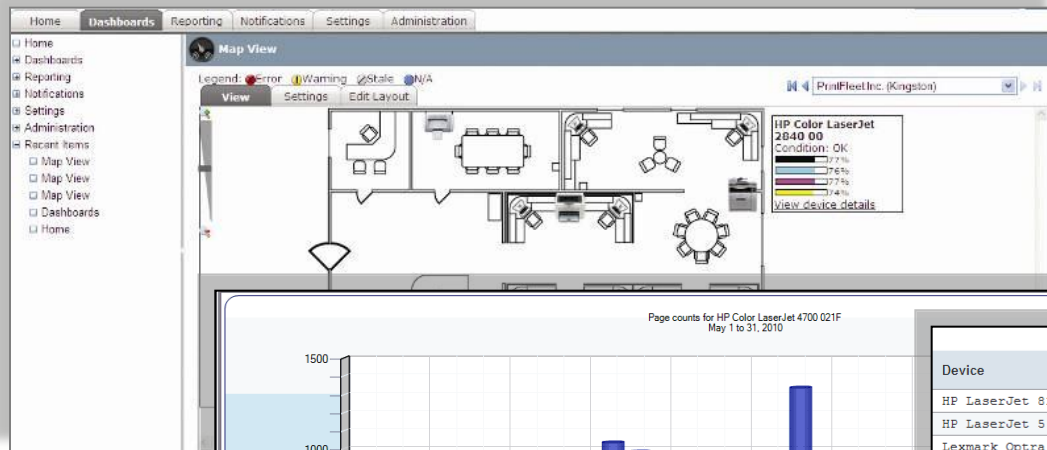 Home Dashboards Reporting Notifications Settings Administration
Home
Dashboards
Reporting
Notifications
Settings
Administration
Recent Items
Map View
Map View
Map View
Dashboards
Home
Map View
Legend: Error Warning Stale N/A
PrintFleet Inc. (Kingston)
View Settings Edit Layout
HP Color LaserJet
2840 00
Condition: OK
77%
76%
77%
74%
View device details
Page counts for HP Color LaserJet 4700 021F
May 1 to 31, 2010
1500
1000
Device
HP LaserJet 8
HP LaserJet 5
Lexmark Optra